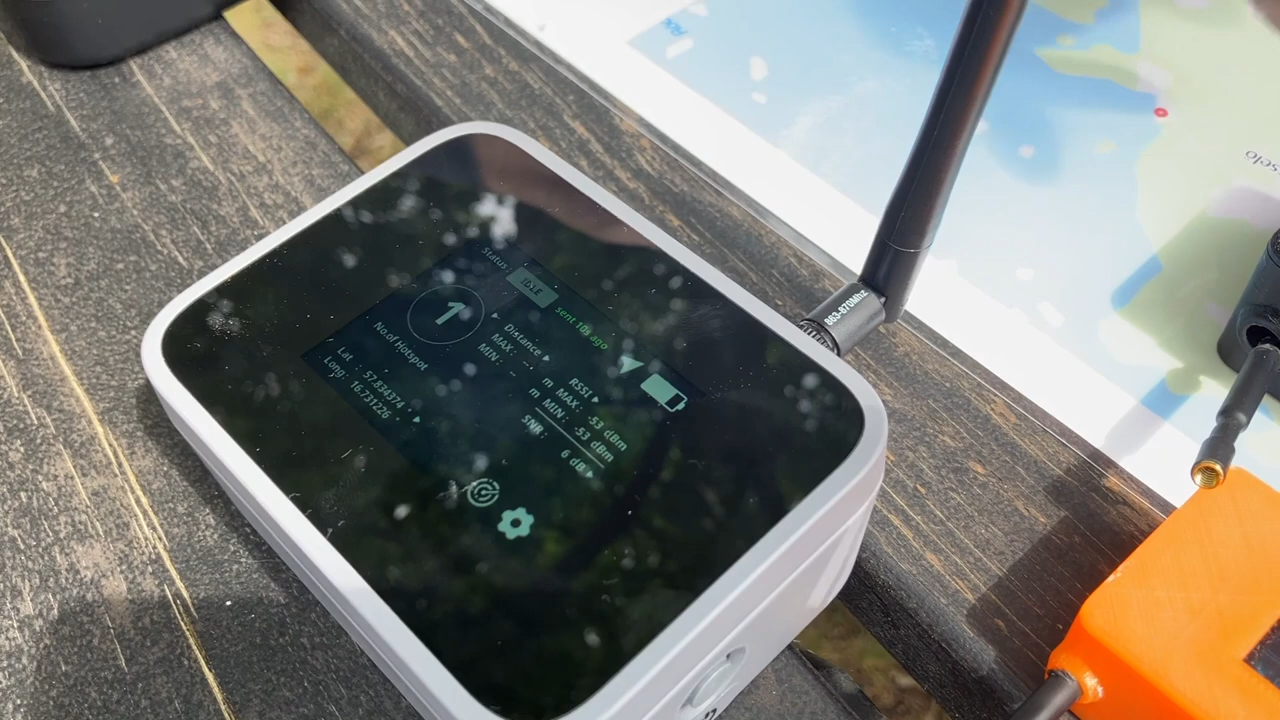 Status:
IDLE
sent 10s ago
1
No.of Hotspot
Distance
MAX: -- m
MIN: -- m
RSSI
MAX: -53 dBm
MIN: -53 dBm
SNR:
6 dB
Lat : 57.834374
Long: 16.731226
863-870Mhz